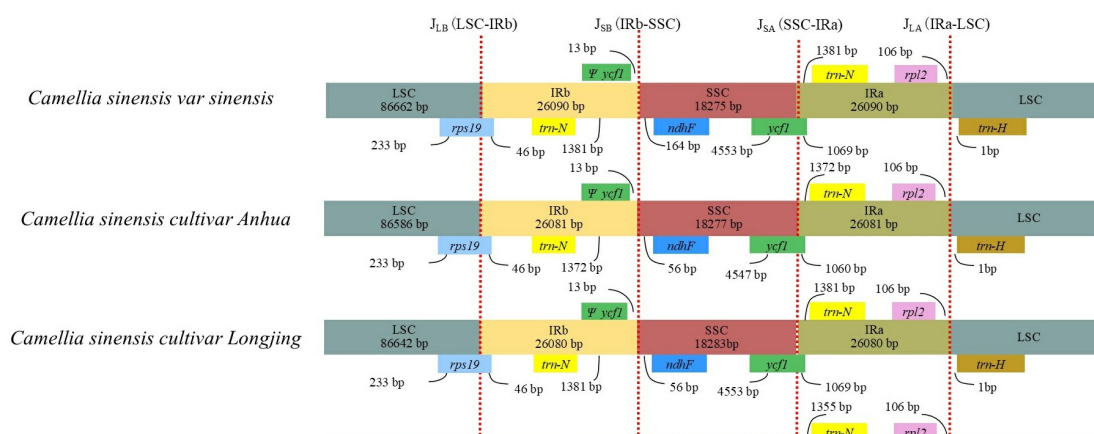 J_LB (LSC-IRb) J_SB (IRb-SSC) J_SA (SSC-IRa) J_LA (IRa-LSC)
13 bp 1381 bp 106 bp
Ψ ycf1 trn-N rpl2
Camellia sinensis var sinensis
LSC IRb SSC IRa LSC
86662 bp 26090 bp 18275 bp 26090 bp
rps19 trn-N ndhF ycf1 trn-H
233 bp 46 bp 1381 bp 164 bp 4553 bp 1069 bp 1bp
13 bp 1372 bp 106 bp
Ψ ycf1 trn-N rpl2
Camellia sinensis cultivar Anhua
LSC IRb SSC IRa LSC
86586 bp 26081 bp 18277 bp 26081 bp
rps19 trn-N ndhF ycf1 trn-H
233 bp 46 bp 1372 bp 56 bp 4547 bp 1060 bp 1bp
13 bp 1381 bp 106 bp
Ψ ycf1 trn-N rpl2
Camellia sinensis cultivar Longjing
LSC IRb SSC IRa LSC
86642 bp 26080 bp 18283bp 26080 bp
rps19 trn-N ndhF ycf1 trn-H
233 bp 46 bp 1381 bp 56 bp 4553 bp 1069 bp 1bp
1355 bp 106 bp
trn-N rpl2